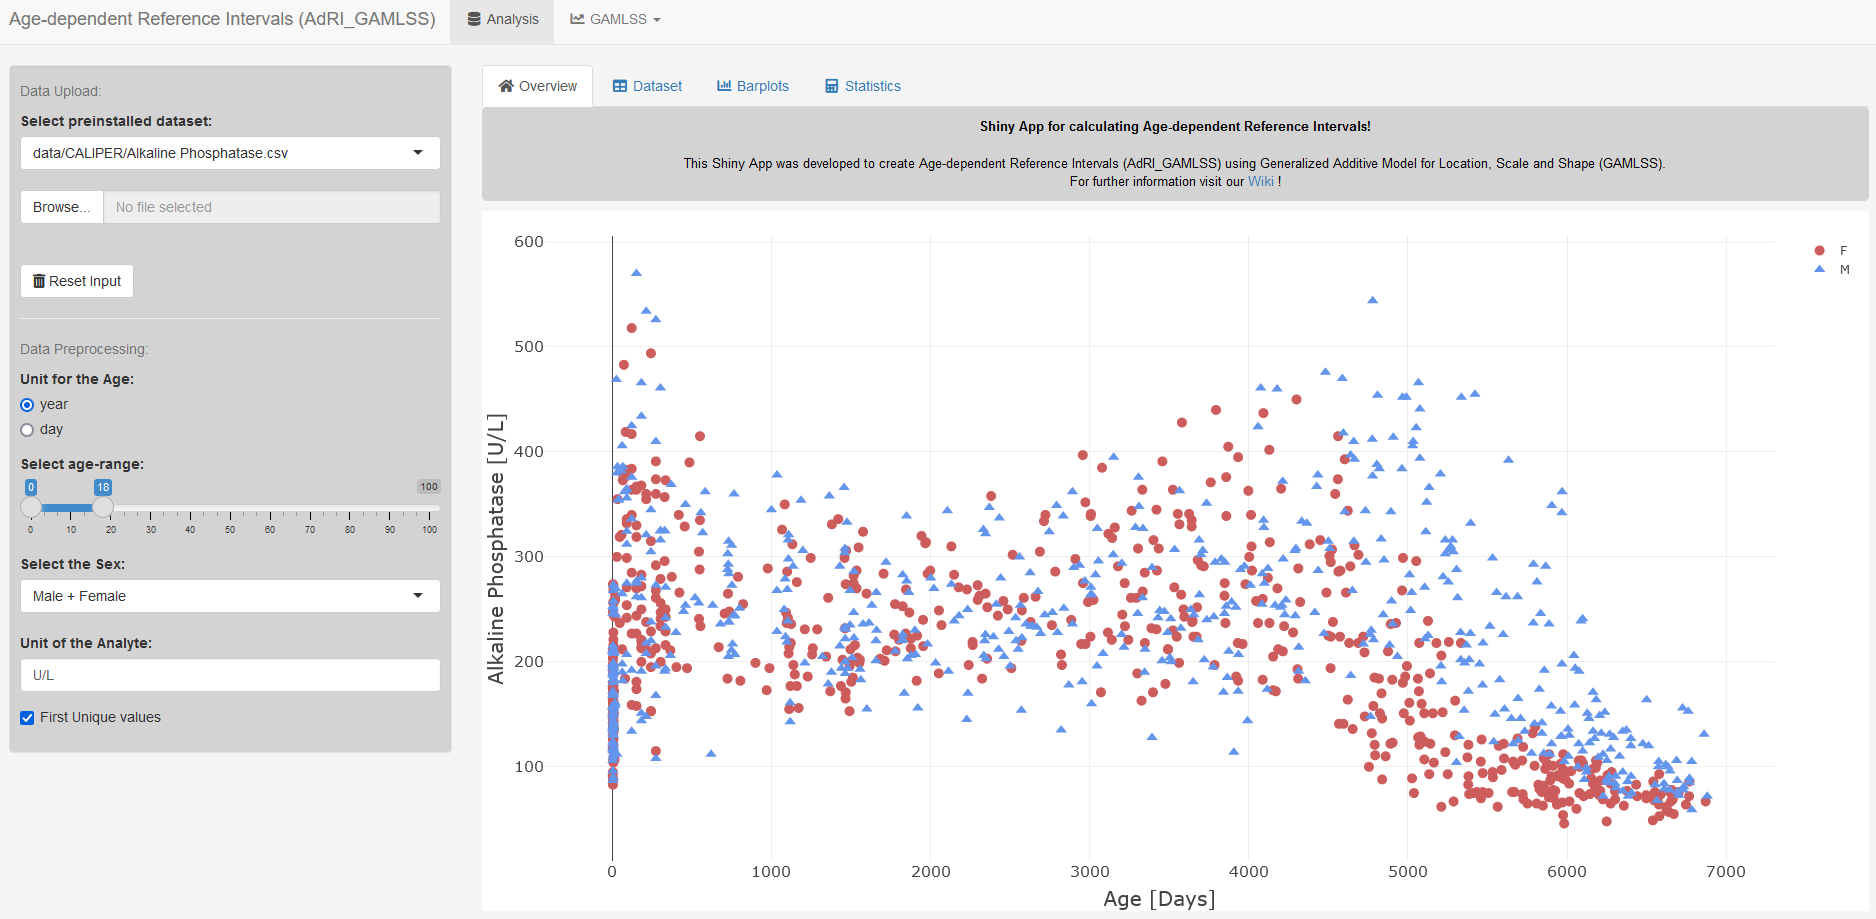 Age-dependent Reference Intervals (AdRI_GAMLSS)
Analysis
GAMLSS
Data Upload:
Select preinstalled dataset:
data/CALIPER/Alkaline Phosphatase.csv
Browse...
No file selected
Reset Input
Data Preprocessing:
Unit for the Age:
year
day
Select age-range:
0 18 100
0 10 20 30 40 50 60 70 80 90 100
Select the Sex:
Male + Female
Unit of the Analyte:
U/L
First Unique values
Overview
Dataset
Barplots
Statistics
Shiny App for calculating Age-dependent Reference Intervals!
This Shiny App was developed to create Age-dependent Reference Intervals (AdRI_GAMLSS) using Generalized Additive Model for Location, Scale and Shape (GAMLSS).
For further information visit our Wiki !
600
500
400
300
200
100
Alkaline Phosphatase [U/L]
0 1000 2000 3000 4000 5000 6000 7000
Age [Days]
F
M